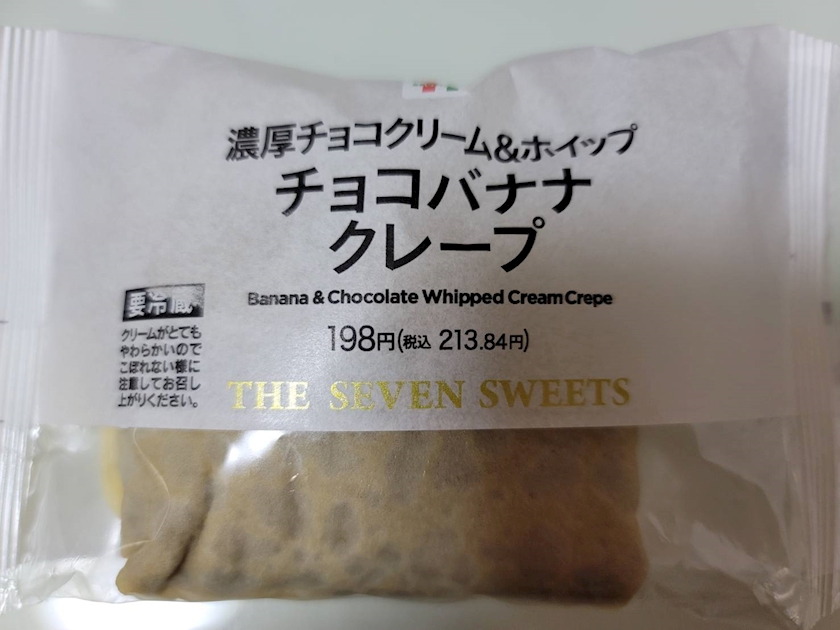 濃厚チョコクリーム&ホイップ
チョコバナナ
クレープ
Banana & Chocolate Whipped Cream Crepe
198円(税込 213.84円)
要冷蔵
クリームがとても
やわらかいので
こぼれない様に
注意してお召し
上がりください。
THE SEVEN SWEETS